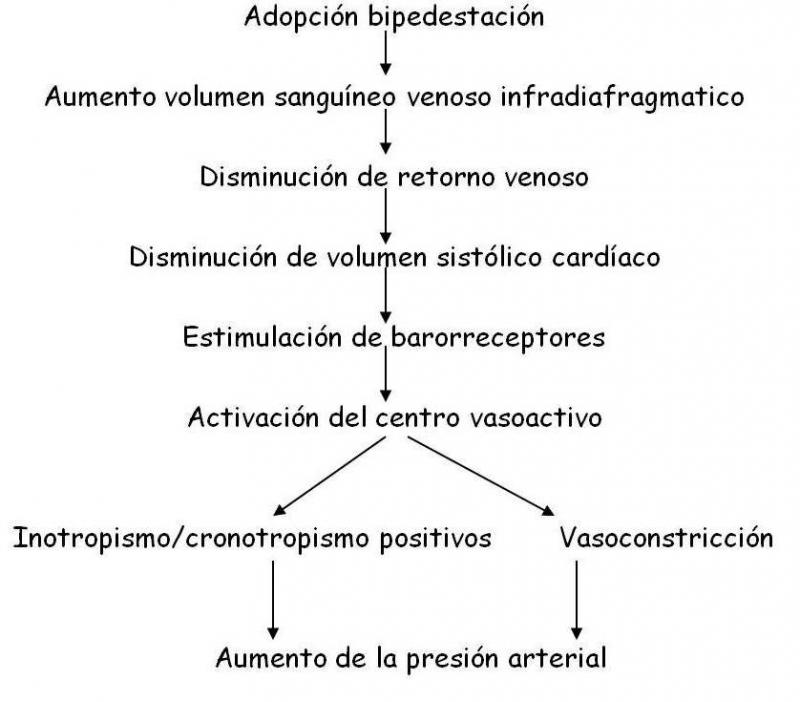 Adopción bipedestación
Aumento volumen sanguíneo venoso infradiafragmatico
Disminución de retorno venoso
Disminución de volumen sistólico cardíaco
Estimulación de barorreceptores
Activación del centro vasoactivo
Inotropismo/cronotropismo positivos
Vasoconstricción
Aumento de la presión arterial